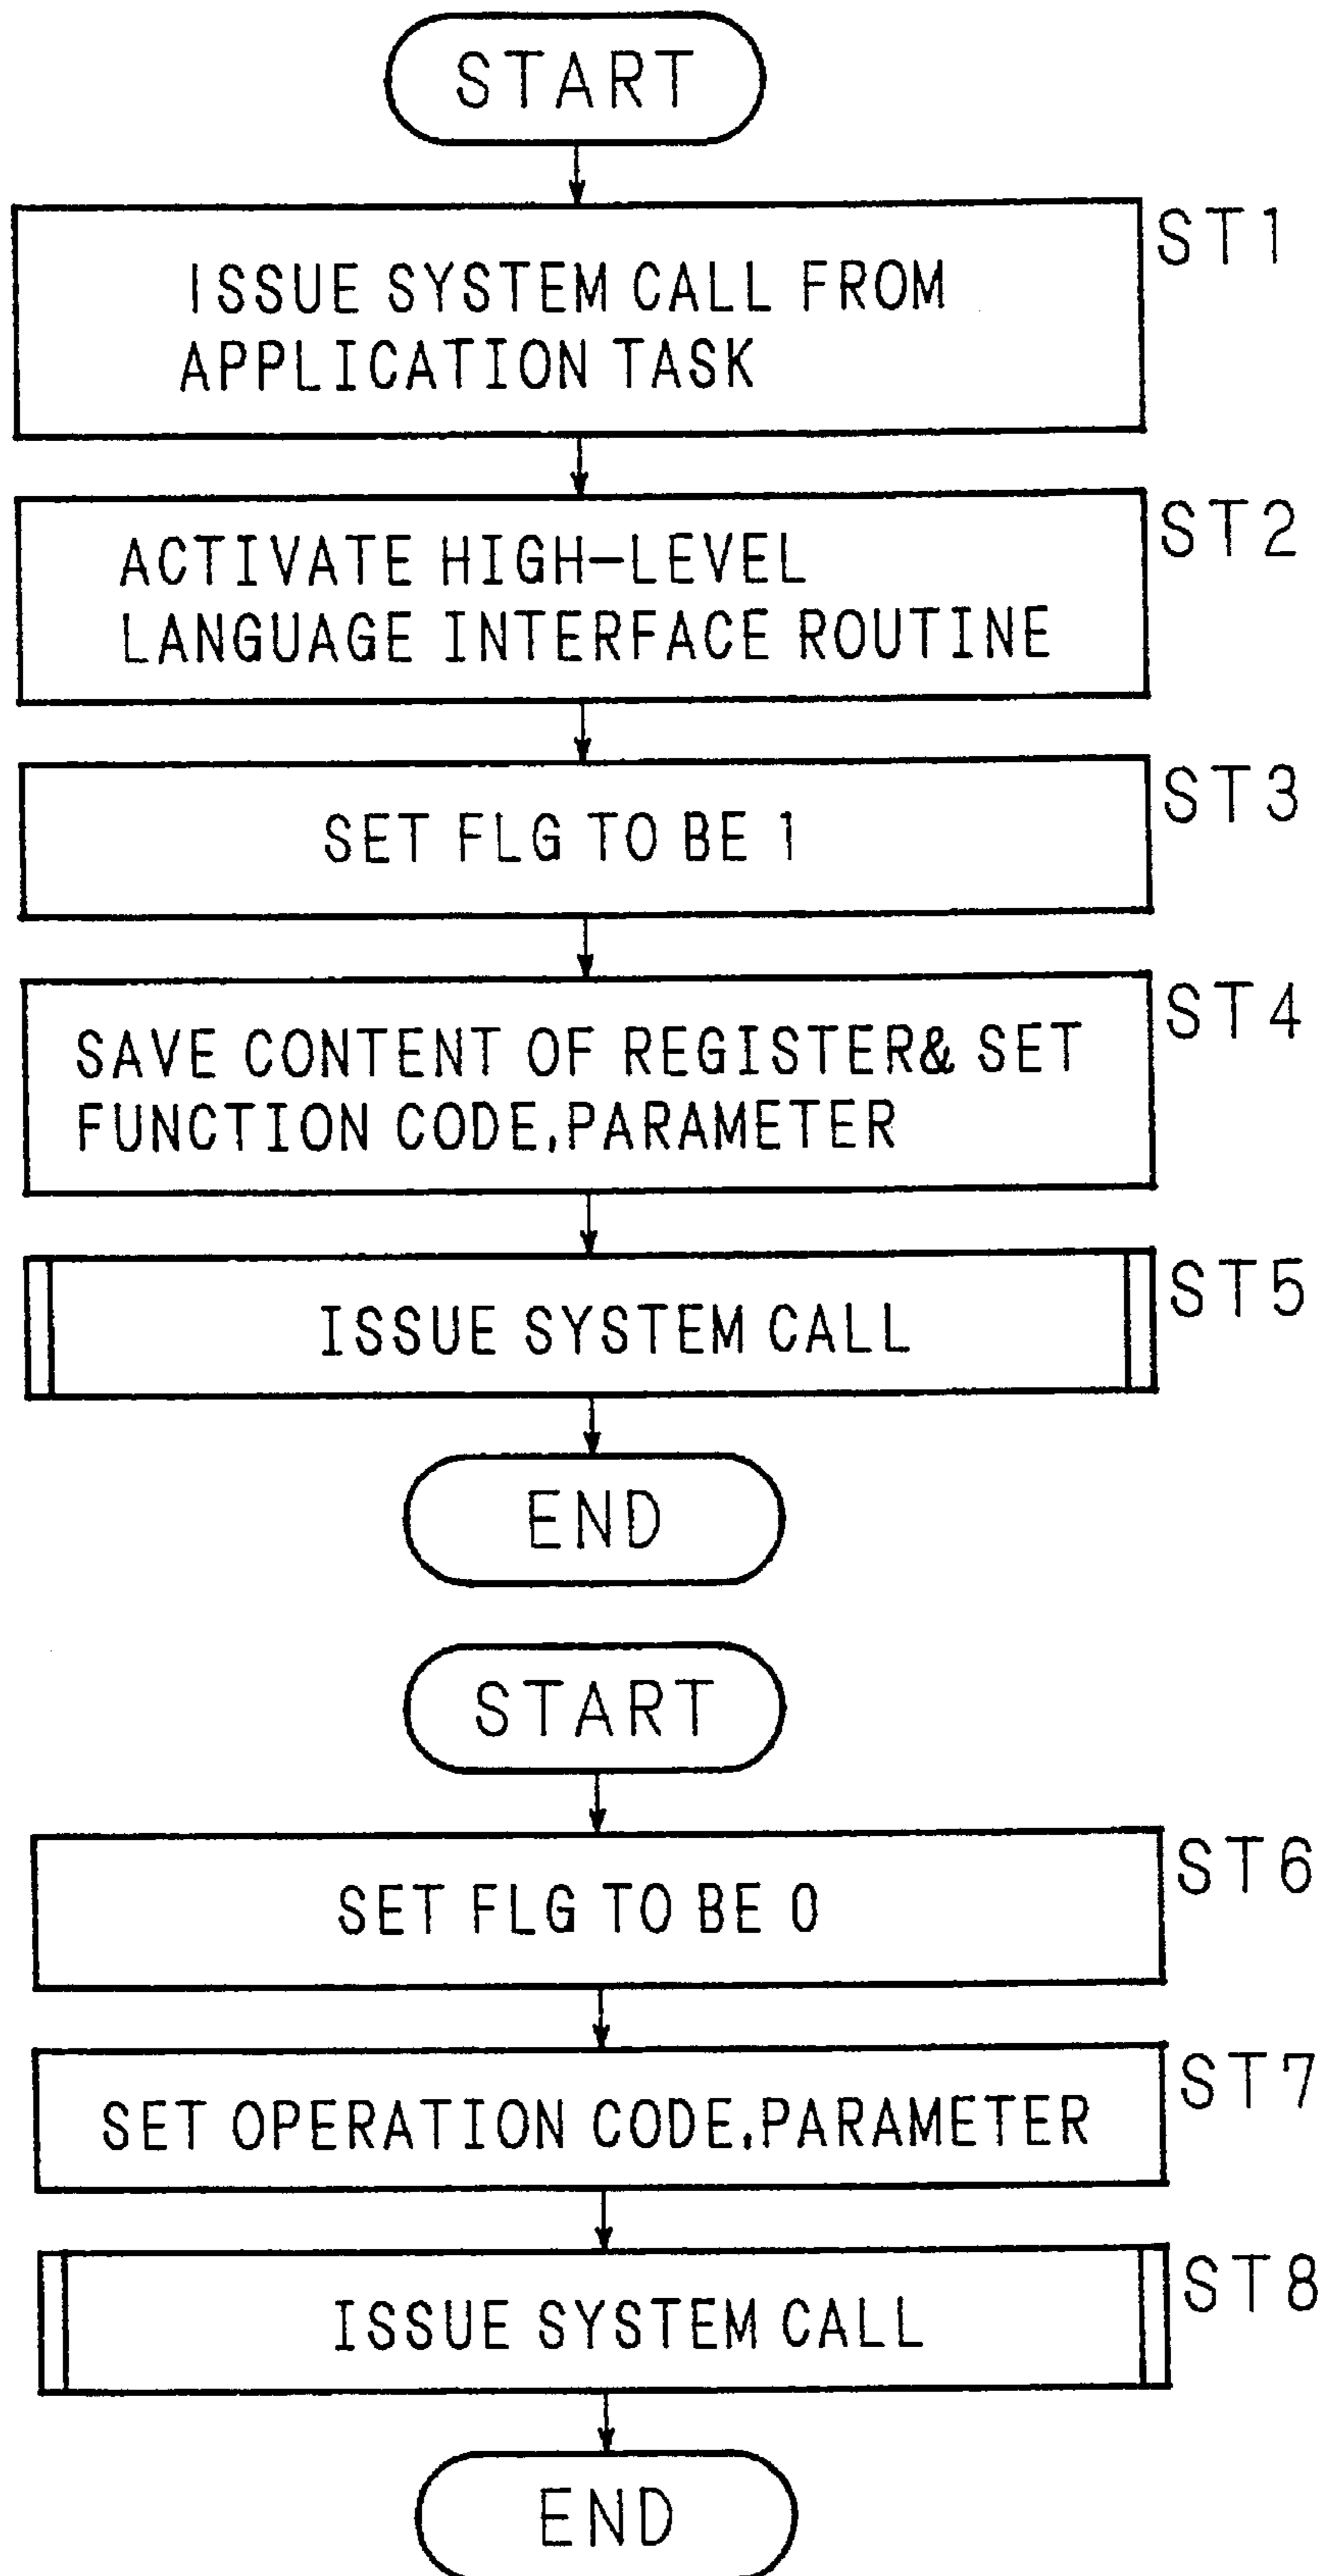 START
ST1
ISSUE SYSTEM CALL FROM
APPLICATION TASK
ST2
ACTIVATE HIGH-LEVEL
LANGUAGE INTERFACE ROUTINE
ST3
SET FLG TO BE 1
ST4
SAVE CONTENT OF REGISTER& SET
FUNCTION CODE,PARAMETER
ST5
ISSUE SYSTEM CALL
END
START
ST6
SET FLG TO BE 0
ST7
SET OPERATION CODE,PARAMETER
ST8
ISSUE SYSTEM CALL
END